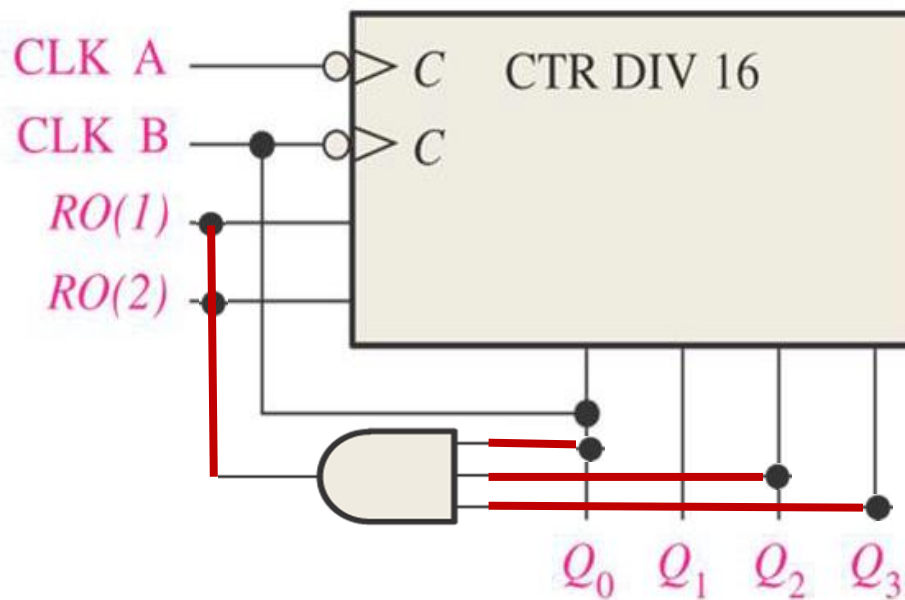 CLK A
C
CTR DIV 16
CLK B
C
RO(1)
RO(2)
Q0
Q1
Q2
Q3